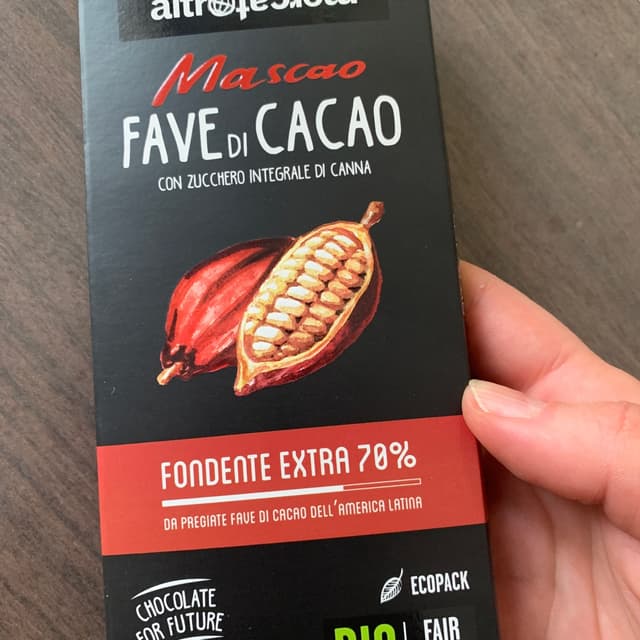 Mascao
FAVE DI CACAO
CON ZUCCHERO INTEGRALE DI CANNA
FONDENTE EXTRA 70%
DA PREGIATE FAVE DI CACAO DELL'AMERICA LATINA
CHOCOLATE
FOR FUTURE
ECOPACK
BIO
FAIR